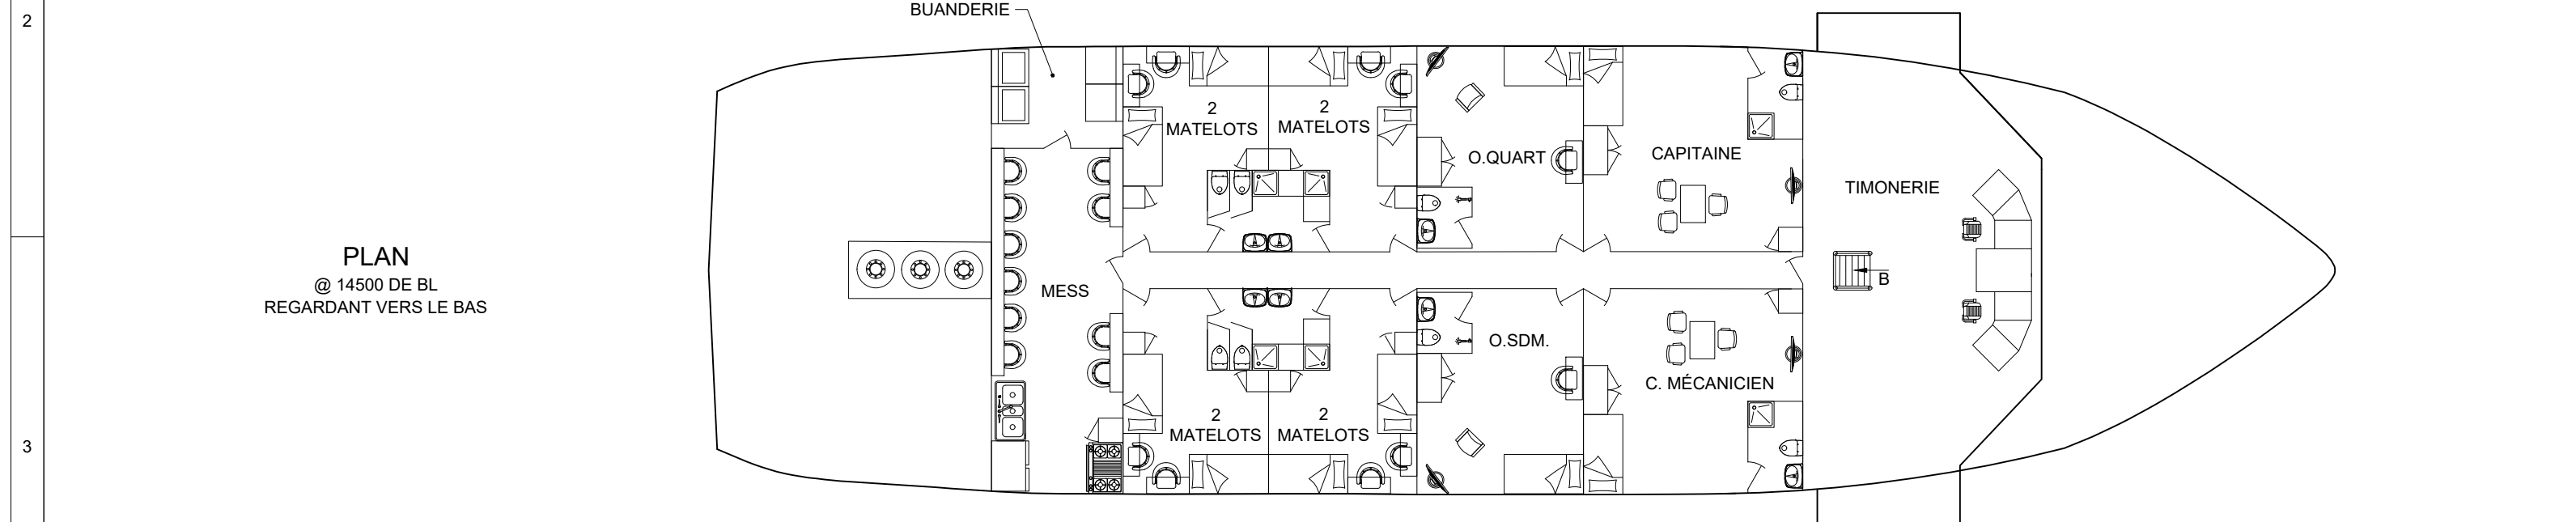 2
BUANDERIE
2
MATELOTS
2
MATELOTS
O.QUART
CAPITAINE
TIMONERIE
PLAN
@ 14500 DE BL
REGARDANT VERS LE BAS
MESS
B
O.SDM.
C. MÉCANICIEN
2
MATELOTS
2
MATELOTS
3